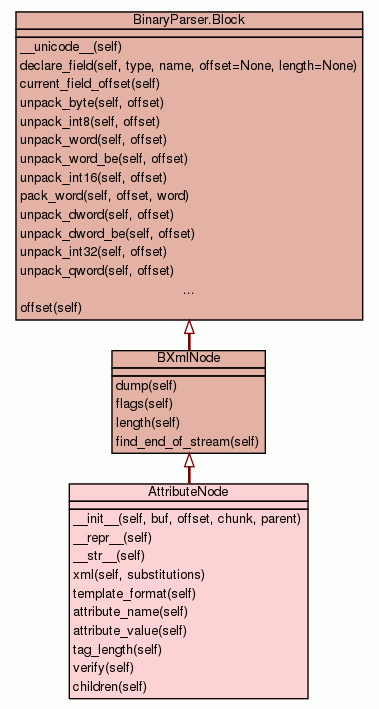 BinaryParser.Block
__unicode__(self)
declare_field(self, type, name, offset=None, length=None)
current_field_offset(self)
unpack_byte(self, offset)
unpack_int8(self, offset)
unpack_word(self, offset)
unpack_word_be(self, offset)
unpack_int16(self, offset)
pack_word(self, offset, word)
unpack_dword(self, offset)
unpack_dword_be(self, offset)
unpack_int32(self, offset)
unpack_qword(self, offset)
...
offset(self)
BXmlNode
dump(self)
flags(self)
length(self)
find_end_of_stream(self)
AttributeNode
__init__(self, buf, offset, chunk, parent)
__repr__(self)
__str__(self)
xml(self, substitutions)
template_format(self)
attribute_name(self)
attribute_value(self)
tag_length(self)
verify(self)
children(self)